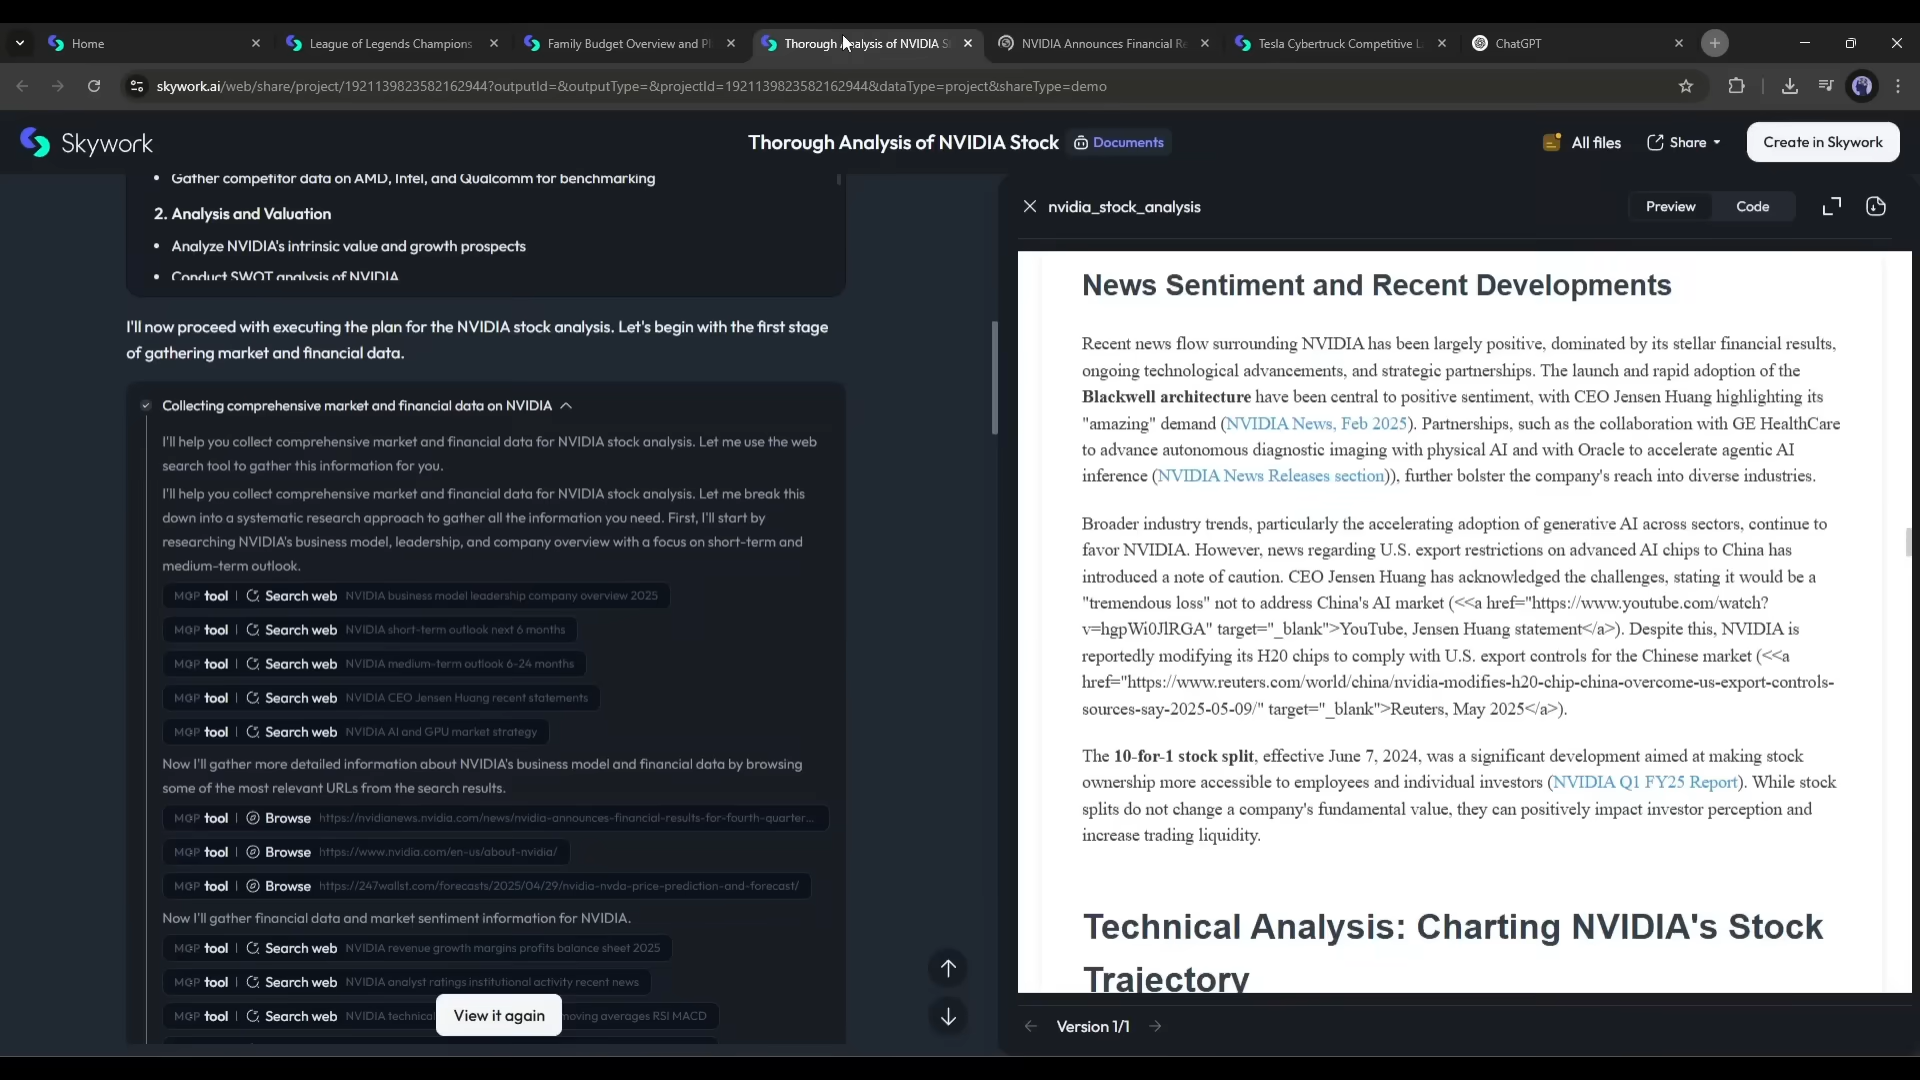 Home
League of Legends Champions
Family Budget Overview and Pl
Thorough Analysis of NVIDIA S
NVIDIA Announces Financial Re
Tesla Cybertruck Competitive L
ChatGPT
skywork.ai/web/share/project/1921139823582162944?outputId=&outputType=&projectId=1921139823582162944&dataType=project&shareType=demo
Skywork
Thorough Analysis of NVIDIA Stock
Documents
All files
Share
Create in Skywork
• Gather competitor data on AMD, Intel, and Qualcomm for benchmarking
2. Analysis and Valuation
• Analyze NVIDIA's intrinsic value and growth prospects
• Conduct SWOT analysis of NVIDIA
I'll now proceed with executing the plan for the NVIDIA stock analysis. Let's begin with the first stage
of gathering market and financial data.
Collecting comprehensive market and financial data on NVIDIA
I'll help you collect comprehensive market and financial data for NVIDIA stock analysis. Let me use the web
search tool to gather this information for you.
I'll help you collect comprehensive market and financial data for NVIDIA stock analysis. Let me break this
down into a systematic research approach to gather all the information you need. First, I'll start by
researching NVIDIA's business model, leadership, and company overview with a focus on short-term and
medium-term outlook.
MCP tool | Search web NVIDIA business model leadership company overview 2025
MCP tool | Search web NVIDIA short-term outlook next 6 months
MCP tool | Search web NVIDIA medium-term outlook 6-24 months
MCP tool | Search web NVIDIA CEO Jensen Huang recent statements
MCP tool | Search web NVIDIA AI and GPU market strategy
Now I'll gather more detailed information about NVIDIA's business model and financial data by browsing
some of the most relevant URLs from the search results.
MCP tool | Browse https://nvidianews.nvidia.com/news/nvidia-announces-financial-results-for-fourth-quarter...
MCP tool | Browse https://www.nvidia.com/en-us/about-nvidia/
MCP tool | Browse https://247wallst.com/forecasts/2025/04/29/nvidia-nvda-price-prediction-and-forecast/
Now I'll gather financial data and market sentiment information for NVIDIA.
MCP tool | Search web NVIDIA revenue growth margins profits balance sheet 2025
MCP tool | Search web NVIDIA analyst ratings institutional activity recent news
MCP tool | Search web NVIDIA technical moving averages RSI MACD
View it again
nvidia_stock_analysis
Preview
Code
News Sentiment and Recent Developments
Recent news flow surrounding NVIDIA has been largely positive, dominated by its stellar financial results,
ongoing technological advancements, and strategic partnerships. The launch and rapid adoption of the
Blackwell architecture have been central to positive sentiment, with CEO Jensen Huang highlighting its
"amazing" demand (NVIDIA News, Feb 2025). Partnerships, such as the collaboration with GE HealthCare
to advance autonomous diagnostic imaging with physical AI and with Oracle to accelerate agentic AI
inference (NVIDIA News Releases section)), further bolster the company's reach into diverse industries.
Broader industry trends, particularly the accelerating adoption of generative AI across sectors, continue to
favor NVIDIA. However, news regarding U.S. export restrictions on advanced AI chips to China has
introduced a note of caution. CEO Jensen Huang has acknowledged the challenges, stating it would be a
"tremendous loss" not to address China's AI market (<<a href="https://www.youtube.com/watch?
v=hgpWi0JlRGA" target="_blank">YouTube, Jensen Huang statement</a>). Despite this, NVIDIA is
reportedly modifying its H20 chips to comply with U.S. export controls for the Chinese market (<<a
href="https://www.reuters.com/world/china/nvidia-modifies-h20-chip-china-overcome-us-export-controls-
sources-say-2025-05-09/" target="_blank">Reuters, May 2025</a>).
The 10-for-1 stock split, effective June 7, 2024, was a significant development aimed at making stock
ownership more accessible to employees and individual investors (NVIDIA Q1 FY25 Report). While stock
splits do not change a company's fundamental value, they can positively impact investor perception and
increase trading liquidity.
Technical Analysis: Charting NVIDIA's Stock
Trajectory
Version 1/1